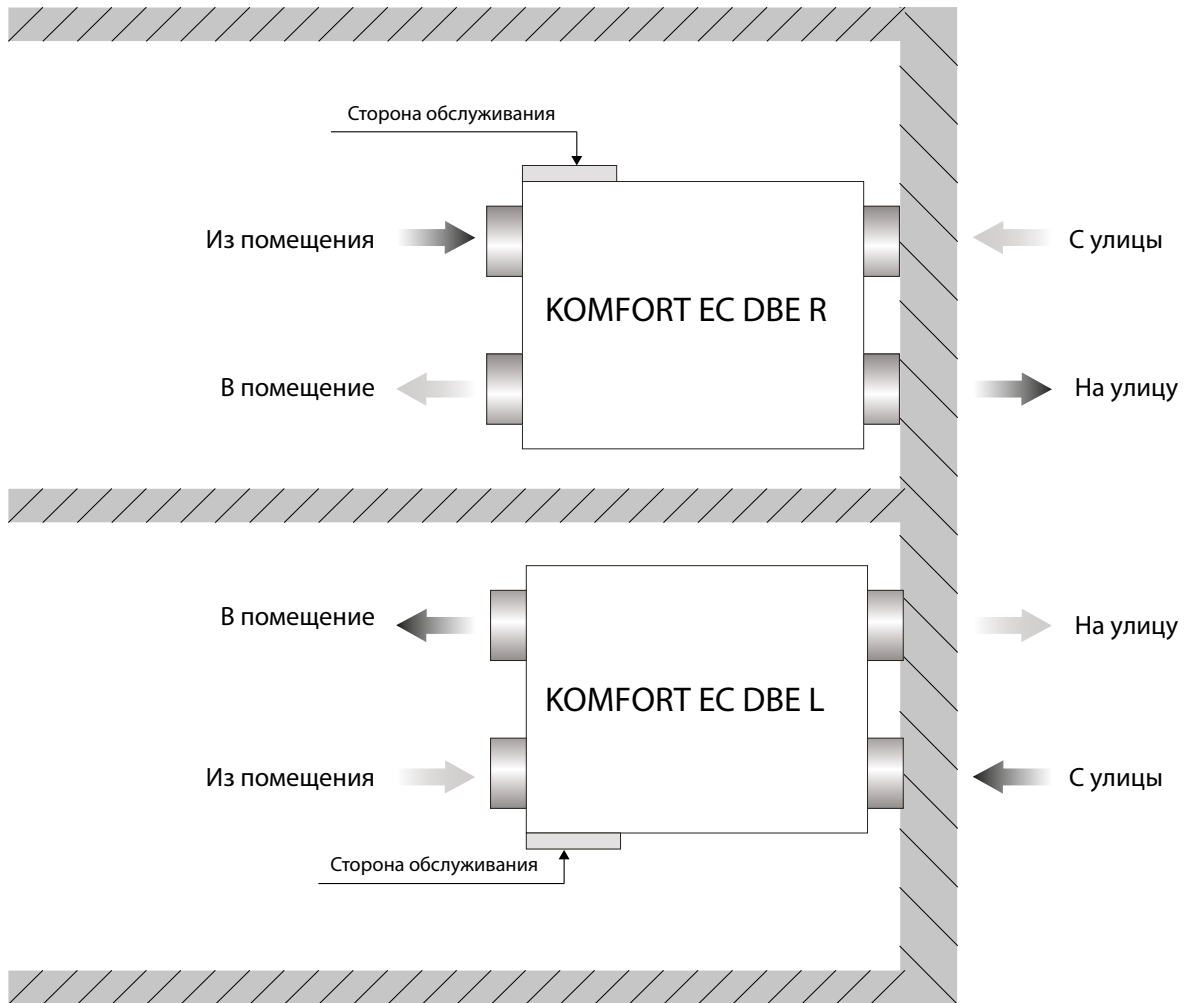 Сторона обслуживания
Из помещения
С улицы
KOMFORT EC DBE R
В помещение
На улицу
В помещение
На улицу
KOMFORT EC DBE L
Из помещения
С улицы
Сторона обслуживания